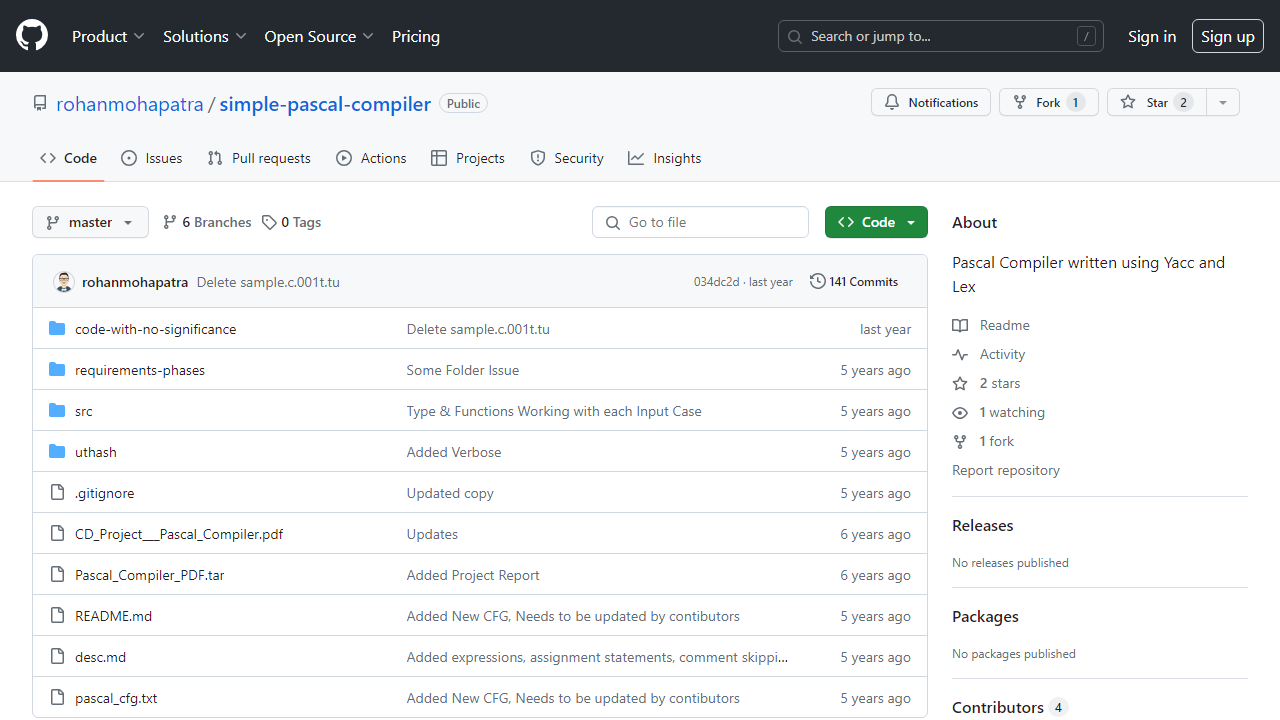 Product Solutions Open Source Pricing Search or jump to... / Sign in Sign up
rohanmohapatra / simple-pascal-compiler Public Notifications Fork 1 Star 2
Code Issues Pull requests Actions Projects Security Insights
master 6 Branches 0 Tags Go to file Code
rohanmohapatra Delete sample.c.001t.tu 034dc2d · last year 141 Commits
code-with-no-significance Delete sample.c.001t.tu last year
requirements-phases Some Folder Issue 5 years ago
src Type & Functions Working with each Input Case 5 years ago
uthash Added Verbose 5 years ago
.gitignore Updated copy 5 years ago
CD_Project___Pascal_Compiler.pdf Updates 6 years ago
Pascal_Compiler_PDF.tar Added Project Report 6 years ago
README.md Added New CFG, Needs to be updated by contibutors 5 years ago
desc.md Added expressions, assignment statements, comment skippi... 5 years ago
pascal_cfg.txt Added New CFG, Needs to be updated by contibutors 5 years ago
About
Pascal Compiler written using Yacc and
Lex
Readme
Activity
2 stars
1 watching
1 fork
Report repository
Releases
No releases published
Packages
No packages published
Contributors 4